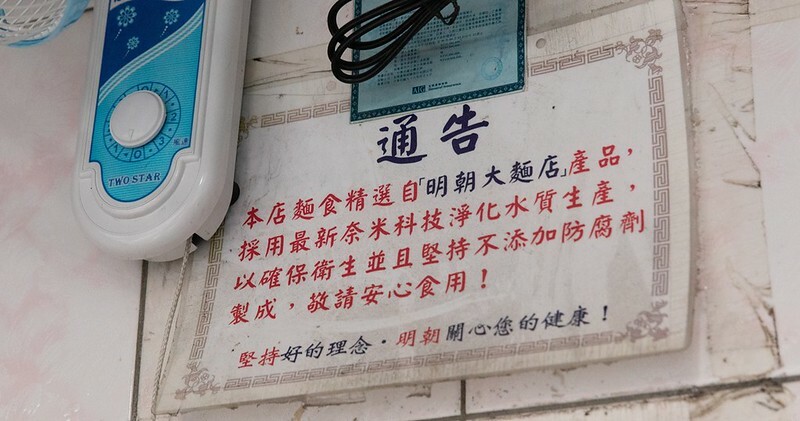 TWO STAR
AIG
通告
本店麵食精選自「明朝大麵店」產品，
採用最新奈米科技淨化水质生產，
以確保衛生並且堅持不添加防腐劑
製成，敬請安心食用！
堅持好的理念·明朝關心您的健康！